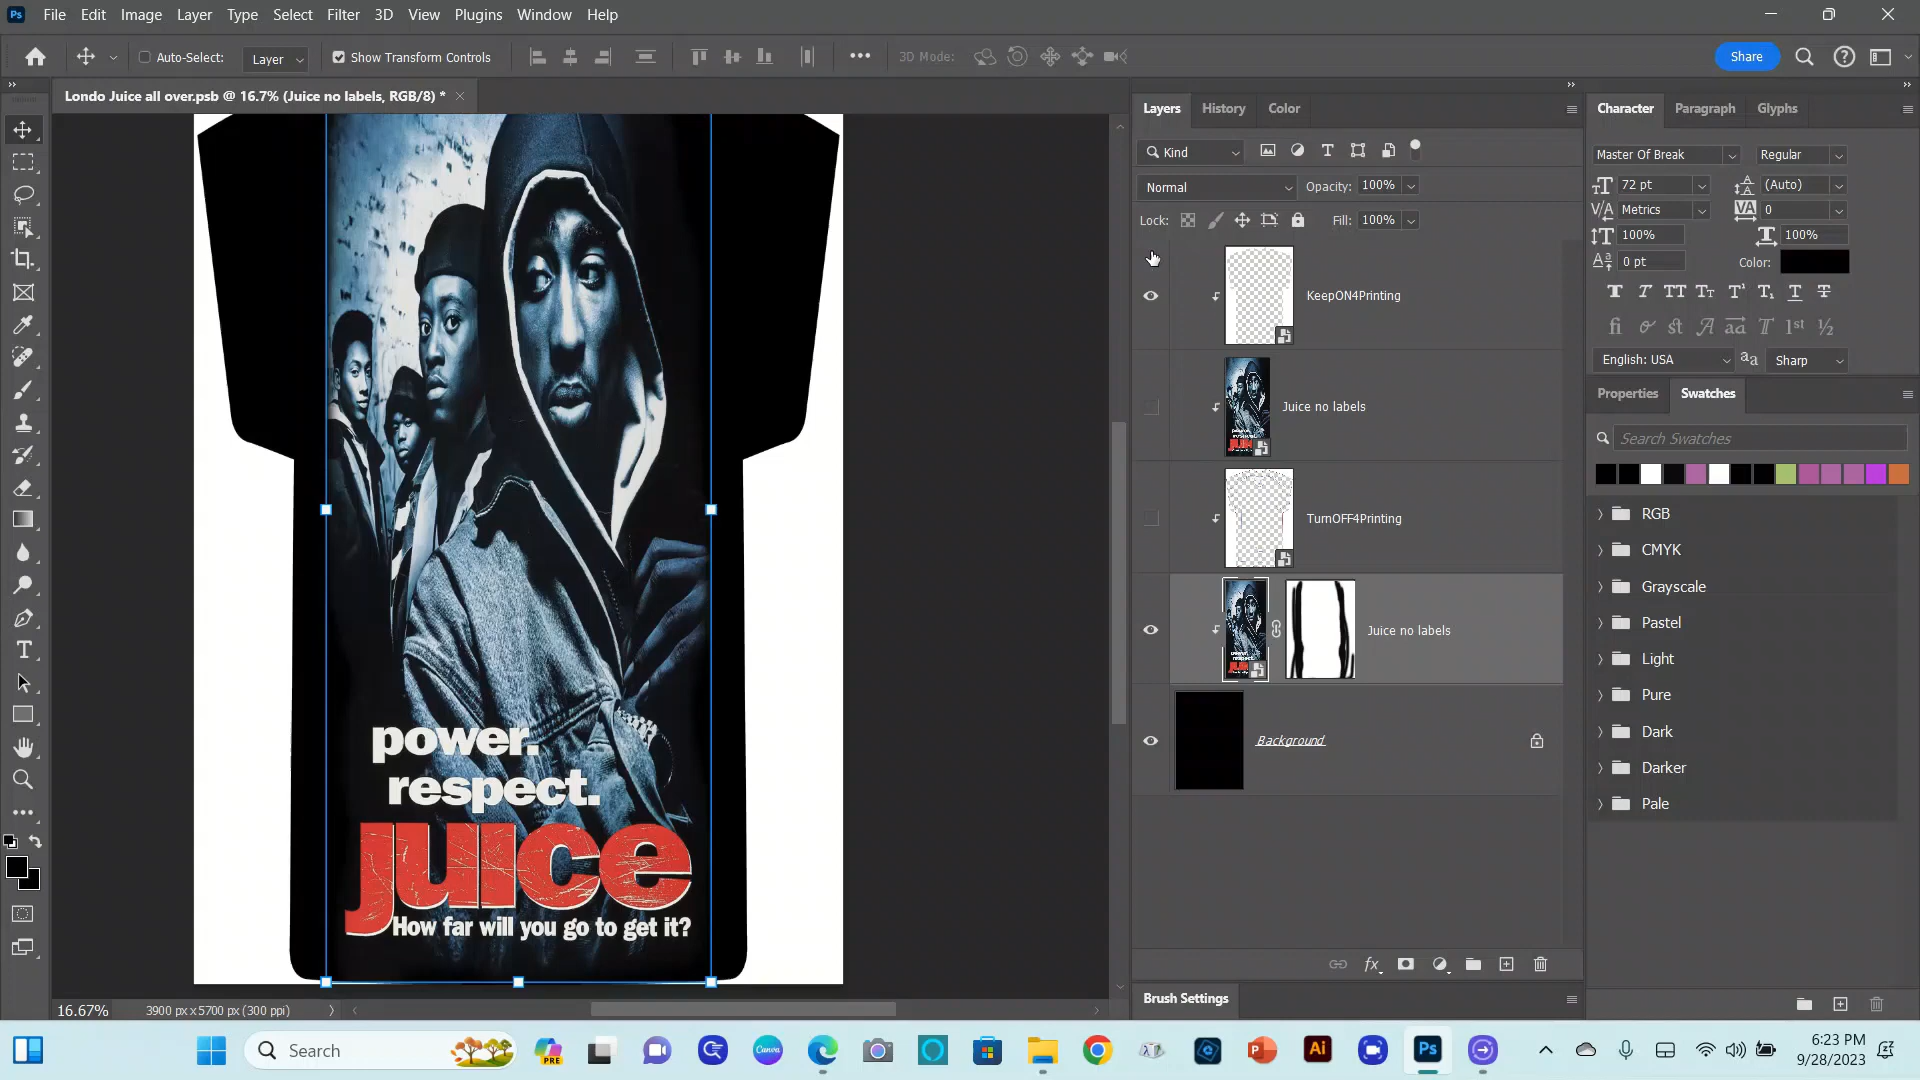 File Edit Image Layer Type Select Filter 3D View Plugins Window Help
Auto-Select: Layer Show Transform Controls 3D Mode: Share
Londo Juice all over.psb @ 16.7% (Juice no labels, RGB/8) *
Layers History Color
Character Paragraph Glyphs
Kind
Normal Opacity: 100%
Lock: Fill: 100%
KeepON4Printing
Juice no labels
TurnOFF4Printing
Juice no labels
Background
Brush Settings
Master Of Break Regular
72 pt (Auto)
Metrics 0
100% 100%
0 pt Color:
English: USA Sharp
Properties Swatches
Search Swatches
RGB
CMYK
Grayscale
Pastel
Light
Pure
Dark
Darker
Pale
power.
respect.
juice
How far will you go to get it?
16.67% 3900 px x 5700 px (300 ppi)
Search
PRE
Canva
Ai
Ps
6:23 PM
9/28/2023